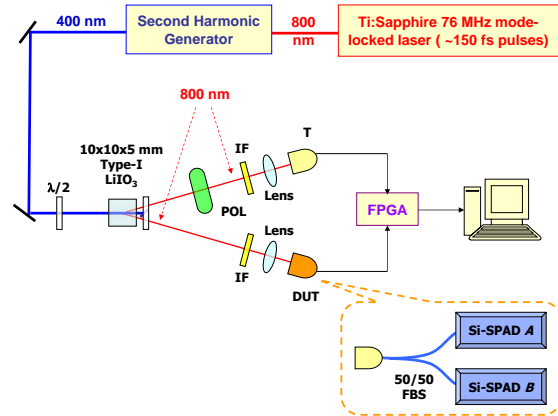 400 nm
Second Harmonic
Generator
800
nm
Ti:Sapphire 76 MHz mode-
locked laser ( ~150 fs pulses)
800 nm
10x10x5 mm
Type-I
LiIO3
λ/2
IF
T
Lens
POL
FPGA
Lens
IF
DUT
Si-SPAD A
50/50
FBS
Si-SPAD B